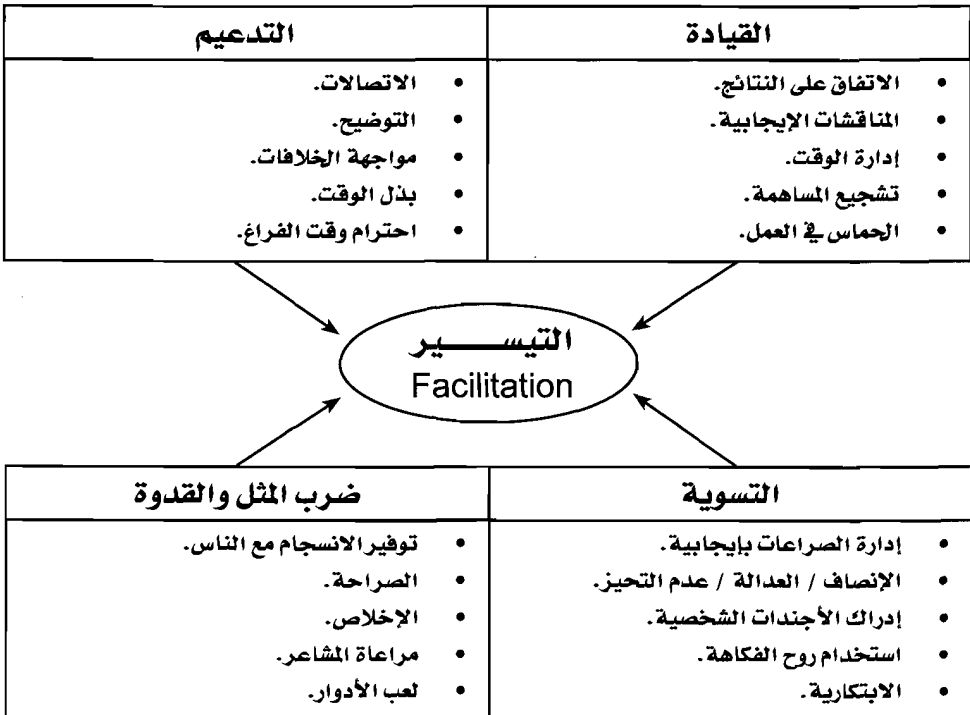 القيادة
الاتفاق على النتائج.
المناقشات الإيجابية.
إدارة الوقت.
تشجيع المساهمة.
الحماس في العمل.
التدعيم
الاتصالات.
التوضيح.
مواجهة الخلافات.
بذل الوقت.
احترام وقت الفراغ.
التيســـــير
Facilitation
التسوية
إدارة الصراعات بإيجابية.
الإنصاف / العدالة / عدم التحيز.
إدراك الأجندات الشخصية.
استخدام روح الفكاهة.
الابتكارية.
ضرب المثل والقدوة
توفير الانسجام مع الناس.
الصراحة.
الإخلاص.
مراعاة المشاعر.
لعب الأدوار.